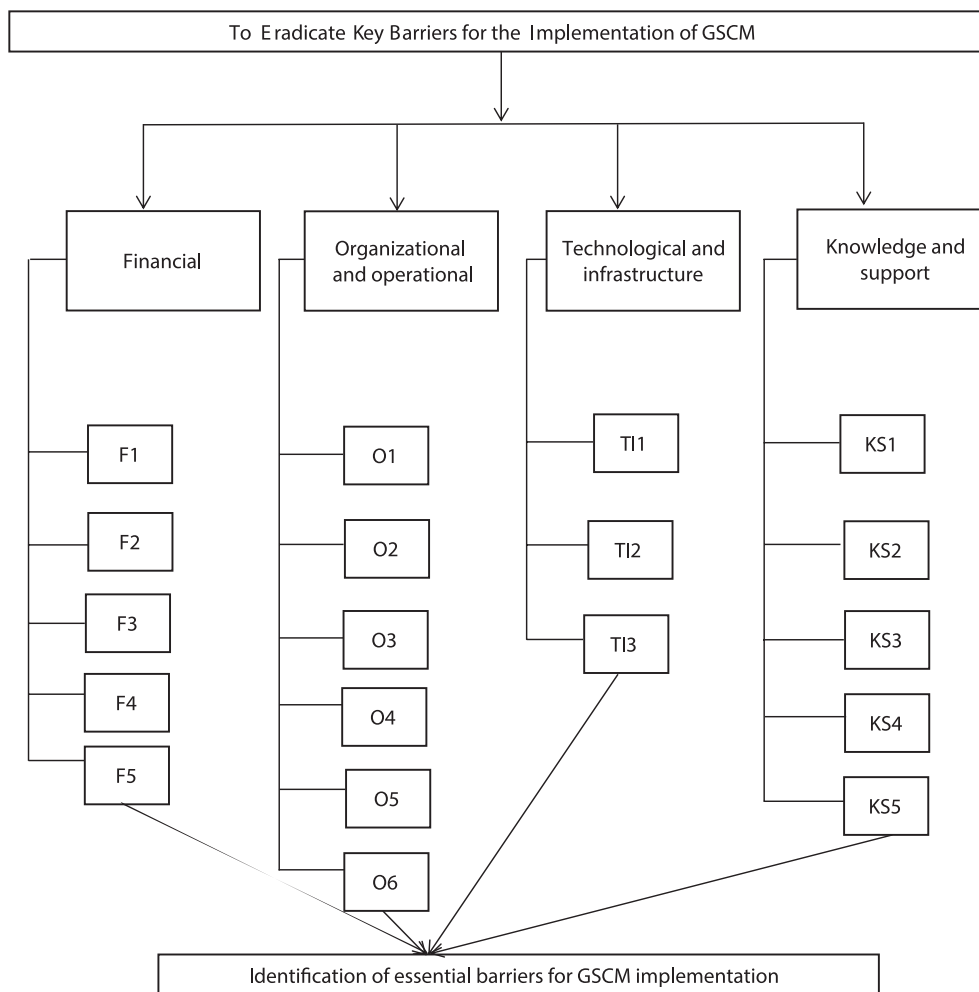 To Eradicate Key Barriers for the Implementation of GSCM
Financial
Organizational
and operational
Technological and
infrastructure
Knowledge and
support
F1
F2
F3
F4
F5
O1
O2
O3
O4
O5
O6
TI1
TI2
TI3
KS1
KS2
KS3
KS4
KS5
Identification of essential barriers for GSCM implementation